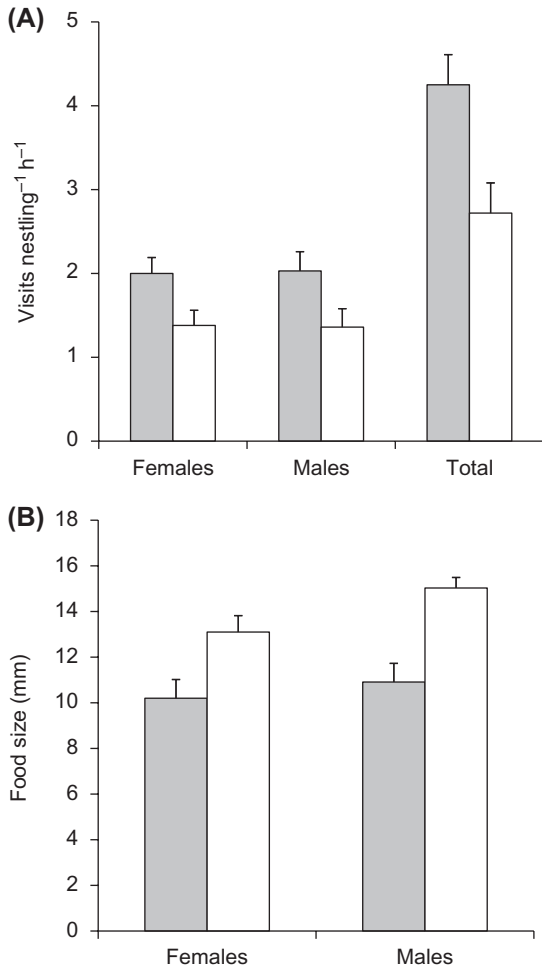 (A)
5
4
3
2
1
0
Visits nestling⁻¹ h⁻¹
Females Males Total
(B)
18
16
14
12
10
8
6
4
2
0
Food size (mm)
Females Males